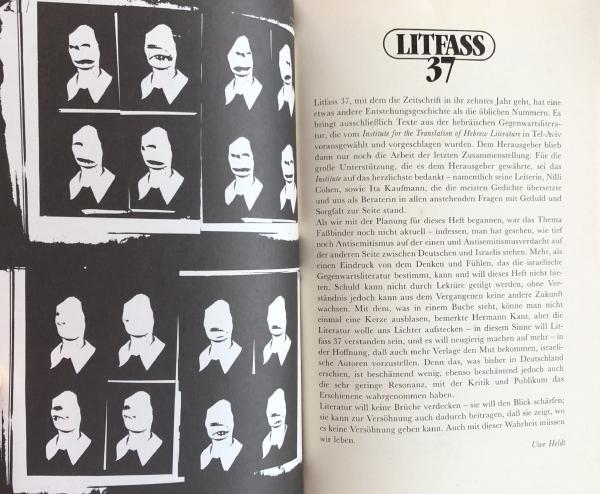 LITFASS
37
Litfass 37, mit dem die Zeitschrift in ihr zehntes Jahr geht, hat eine
etwas andere Entstehungsgeschichte als die üblichen Nummern. Es
bringt ausschließlich Texte aus der hebräischen Gegenwartslitera-
tur, die vom Institute for the Translation of Hebrew Literature in Tel-Aviv
vorausgewählt und vorgeschlagen wurden. Dem Herausgeber blieb
dann nur noch die Arbeit der letzten Zusammenstellung. Für die
große Unterstützung, die es dem Herausgeber gewährte, sei das
Institute auf das herzlichste bedankt – namentlich seine Leiterin, Nilli
Cohen, sowie Ita Kaufmann, die die meisten Gedichte übersetzte
und uns als Beraterin in allen anstehenden Fragen mit Geduld und
Sorgfalt zur Seite stand.
Als wir mit der Planung für dieses Heft begannen, war das Thema
Faßbinder noch nicht aktuell – indessen, man hat gesehen, wie tief
noch Antisemitismus auf der einen und Antisemitismusverdacht auf
der anderen Seite zwischen Deutschen und Israelis stehen. Mehr, als
einen Eindruck von dem Denken und Fühlen, das die israelische
Gegenwartsliteratur bestimmt, kann und will dieses Heft nicht bie-
ten. Schuld kann nicht durch Lektüre getilgt werden, ohne Ver-
ständnis jedoch kann aus dem Vergangenen keine andere Zukunft
wachsen. Mit dem, was in einem Buche steht, könne man nicht
einmal eine Kerze ausblasen, bemerkte Hermann Kant, aber die
Literatur wolle uns Lichter aufstecken – in diesem Sinne will Lit-
fass 37 verstanden sein, und es will neugierig machen auf mehr – in
der Hoffnung, daß auch mehr Verlage den Mut bekommen, israeli-
sche Autoren vorzustellen. Denn das, was bisher in Deutschland
erschien, ist beschämend wenig, ebenso beschämend jedoch auch
die sehr geringe Resonanz, mit der Kritik und Publikum das
Erschienene wahrgenommen haben.
Literatur will keine Brüche verdecken – sie will den Blick schärfen;
sie kann zur Versöhnung auch dadurch beitragen, daß sie zeigt, wo
es keine Versöhnung geben kann. Auch mit dieser Wahrheit müssen
wir leben.
Uwe Heldt